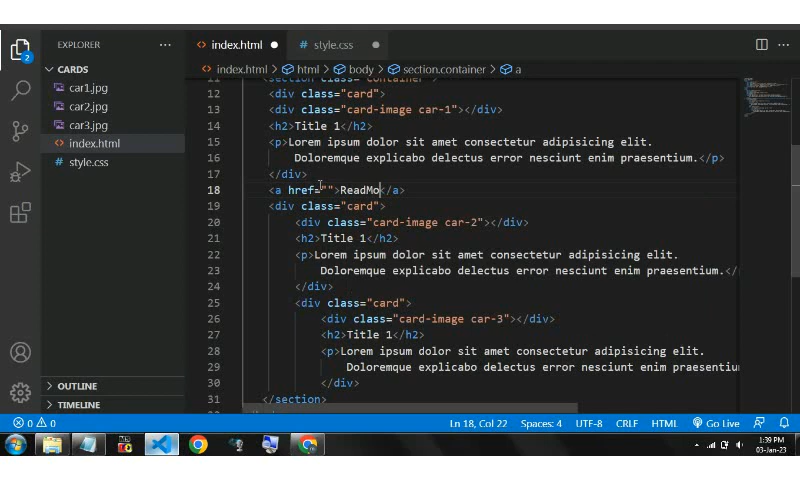 EXPLORER
index.html
style.css
CARDS
index.html > html > body > section.container > a
car1.jpg
car2.jpg
car3.jpg
index.html
style.css
12 <div class="card">
13 <div class="card-image car-1"></div>
14 <h2>Title 1</h2>
15 <p>Lorem ipsum dolor sit amet consectetur adipisicing elit.
16 Doloremque explicabo delectus error nesciunt enim praesentium.</p>
17 </div>
18 <a href="">ReadMo</a>
19 <div class="card">
20 <div class="card-image car-2"></div>
21 <h2>Title 1</h2>
22 <p>Lorem ipsum dolor sit amet consectetur adipisicing elit.
23 Doloremque explicabo delectus error nesciunt enim praesentium.</
24 </div>
25 <div class="card">
26 <div class="card-image car-3"></div>
27 <h2>Title 1</h2>
28 <p>Lorem ipsum dolor sit amet consectetur adipisicing elit.
29 Doloremque explicabo delectus error nesciunt enim praesentium
30 </div>
31 </section>
OUTLINE
TIMELINE
0 0 Ln 18, Col 22 Spaces: 4 UTF-8 CRLF HTML Go Live
1:39 PM
03-Jan-23